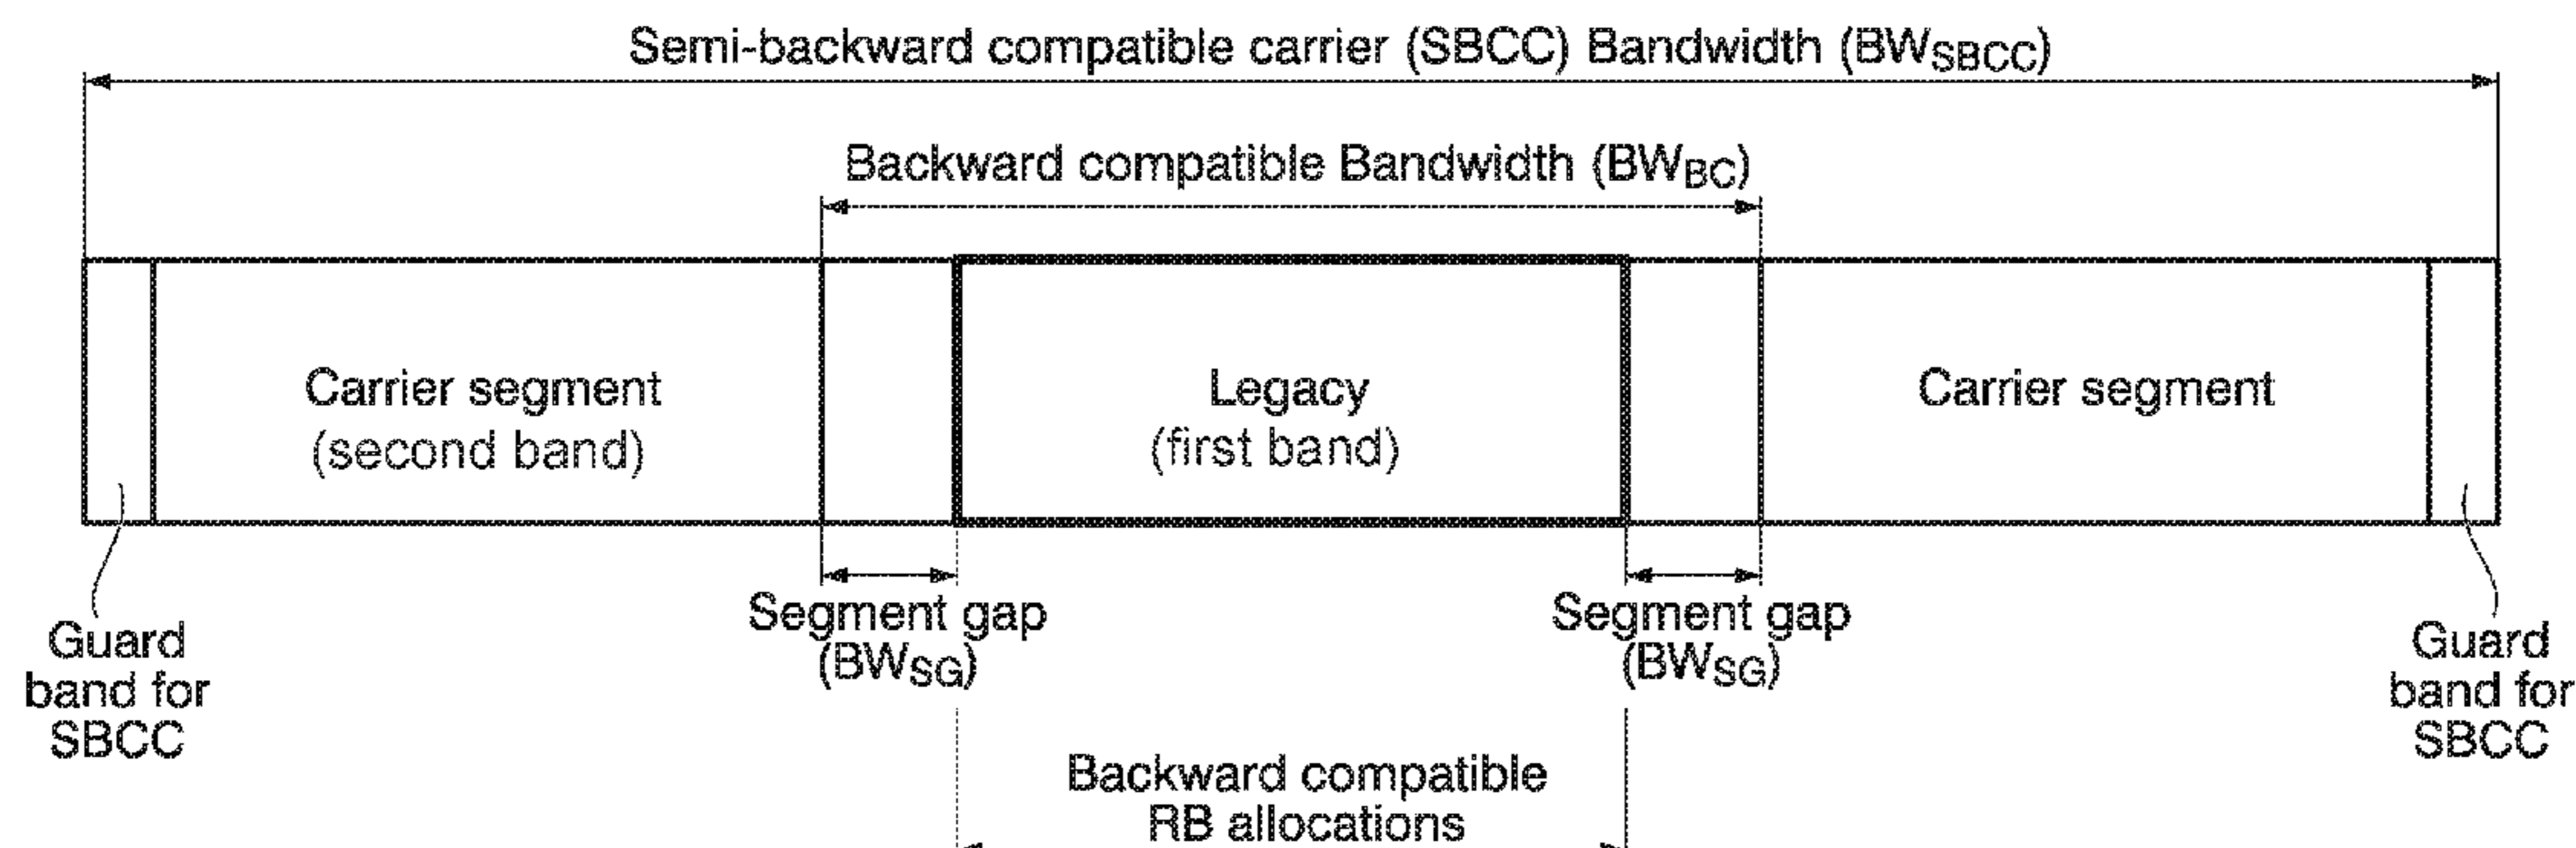 Semi-backward compatible carrier (SBCC) Bandwidth (BWSBCC)
Backward compatible Bandwidth (BWBC)
Carrier segment
(second band)
Legacy
(first band)
Carrier segment
Segment gap
(BWSG)
Segment gap
(BWSG)
Guard
band for
SBCC
Guard
band for
SBCC
Backward compatible
RB allocations